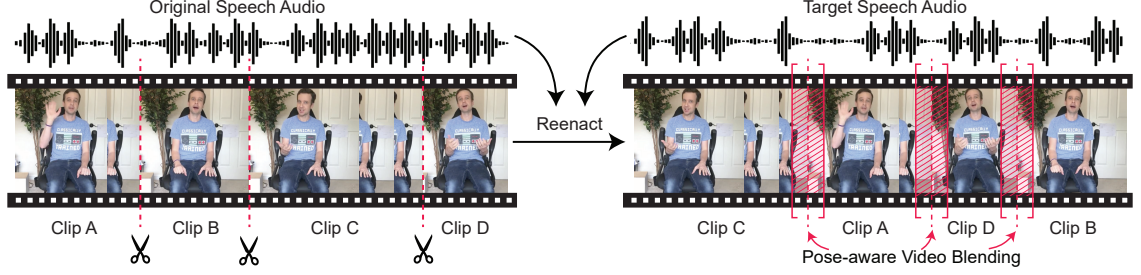 Original Speech Audio
Target Speech Audio
Reenact
Clip A
Clip B
Clip C
Clip D
Clip C
Clip A
Clip D
Clip B
Pose-aware Video Blending